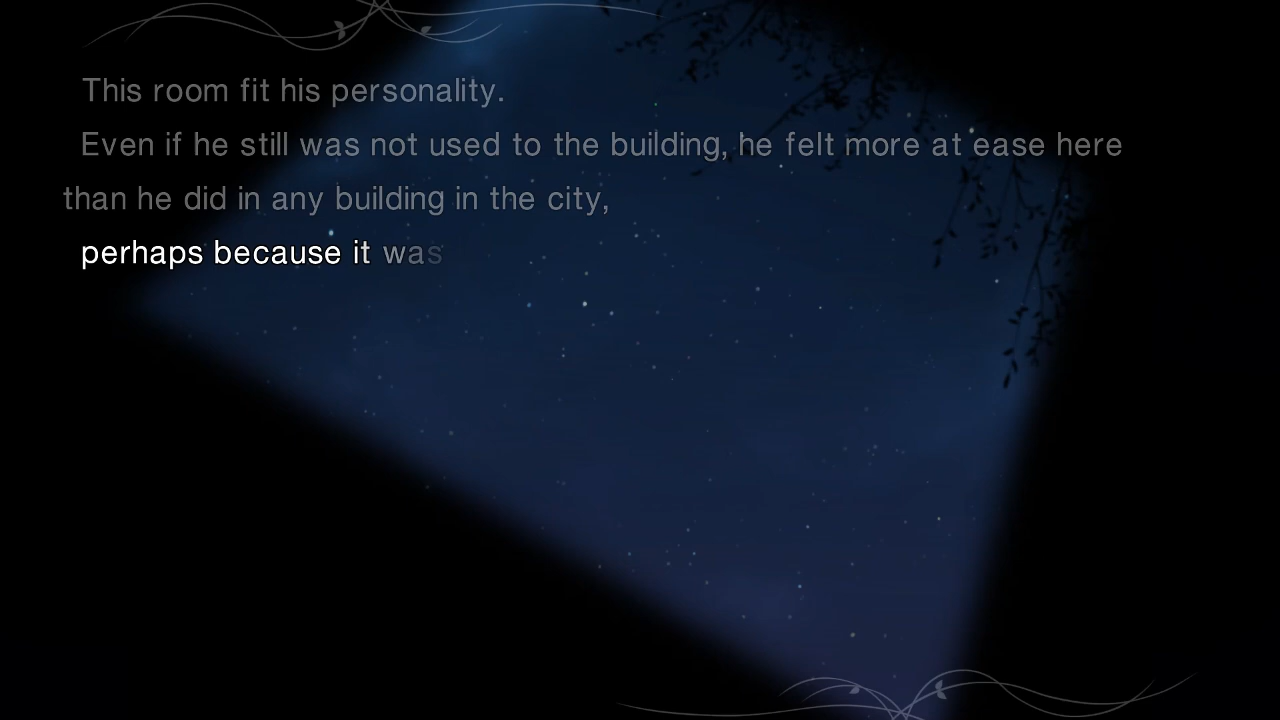 This room fit his personality.
Even if he still was not used to the building, he felt more at ease here
than he did in any building in the city,
perhaps because it was